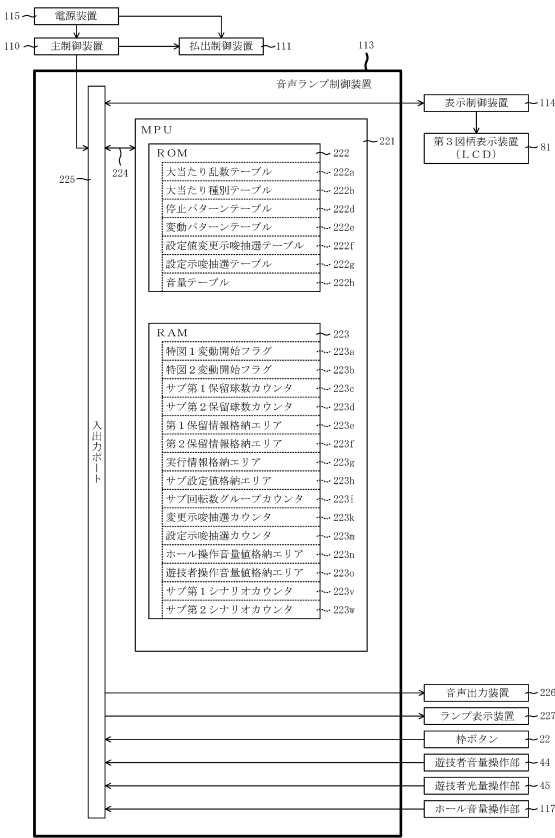 115
電源装置
110
主制御装置
払出制御装置
111
113
音声ランプ制御装置
表示制御装置
114
第3図柄表示装置
(LCD)
81
MPU
221
225
224
ROM
222
大当たり乱数テーブル
222a
大当たり種別テーブル
222b
停止パターンテーブル
222d
変動パターンテーブル
222e
設定値変更示唆抽選テーブル
222f
設定示唆抽選テーブル
222g
音量テーブル
222h
RAM
223
特図1変動開始フラグ
223a
特図2変動開始フラグ
223b
サブ第1保留球数カウンタ
223c
サブ第2保留球数カウンタ
223d
第1保留情報格納エリア
223e
第2保留情報格納エリア
223f
実行情報格納エリア
223g
サブ設定値格納エリア
223h
サブ回転数グループカウンタ
223i
変更示唆抽選カウンタ
223k
設定示唆抽選カウンタ
223m
ホール操作音量値格納エリア
223n
遊技者操作音量値格納エリア
223o
サブ第1シナリオカウンタ
223v
サブ第2シナリオカウンタ
223w
入出力ポート
音声出力装置
226
ランプ表示装置
227
枠ボタン
22
遊技者音量操作部
44
遊技者光量操作部
45
ホール音量操作部
117